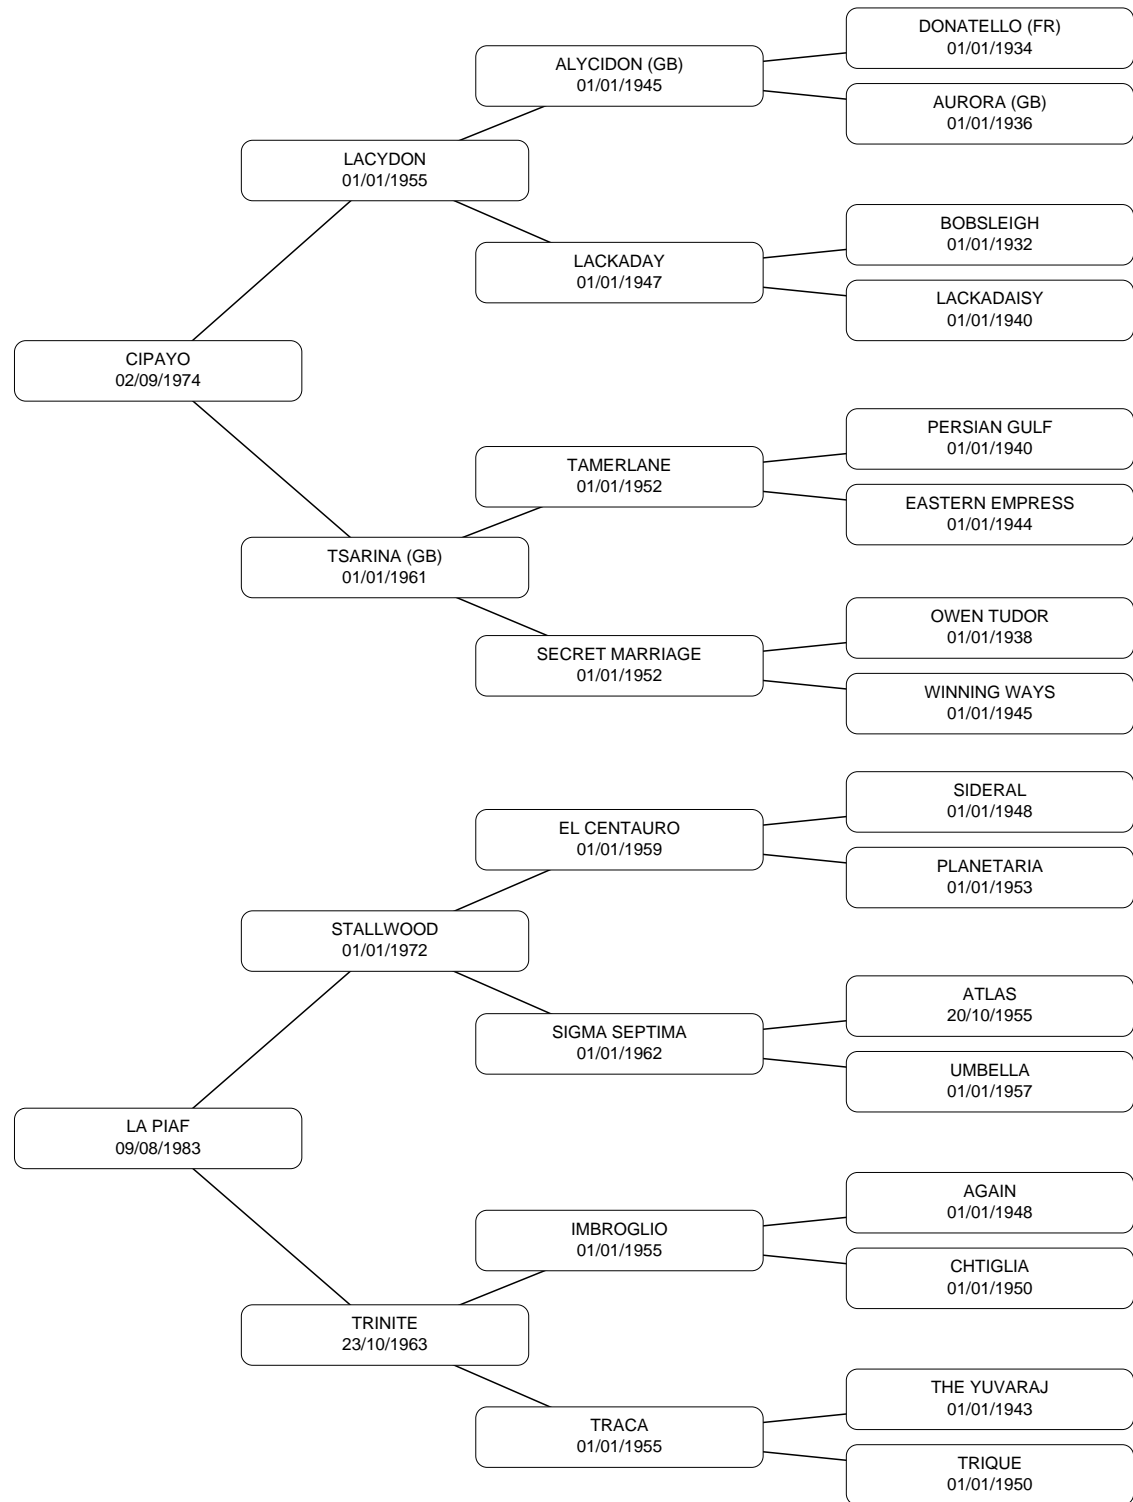 DONATELLO (FR)
01/01/1934
ALYCIDON (GB)
01/01/1945
AURORA (GB)
01/01/1936
LACYDON
01/01/1955
BOBSLEIGH
01/01/1932
LACKADAY
01/01/1947
LACKADAISY
01/01/1940
CIPAYO
02/09/1974
PERSIAN GULF
01/01/1940
TAMERLANE
01/01/1952
EASTERN EMPRESS
01/01/1944
TSARINA (GB)
01/01/1961
OWEN TUDOR
01/01/1938
SECRET MARRIAGE
01/01/1952
WINNING WAYS
01/01/1945
SIDERAL
01/01/1948
EL CENTAURO
01/01/1959
PLANETARIA
01/01/1953
STALLWOOD
01/01/1972
ATLAS
20/10/1955
SIGMA SEPTIMA
01/01/1962
UMBELLA
01/01/1957
LA PIAF
09/08/1983
AGAIN
01/01/1948
IMBROGLIO
01/01/1955
CHTIGLIA
01/01/1950
TRINITE
23/10/1963
THE YUVARAJ
01/01/1943
TRACA
01/01/1955
TRIQUE
01/01/1950